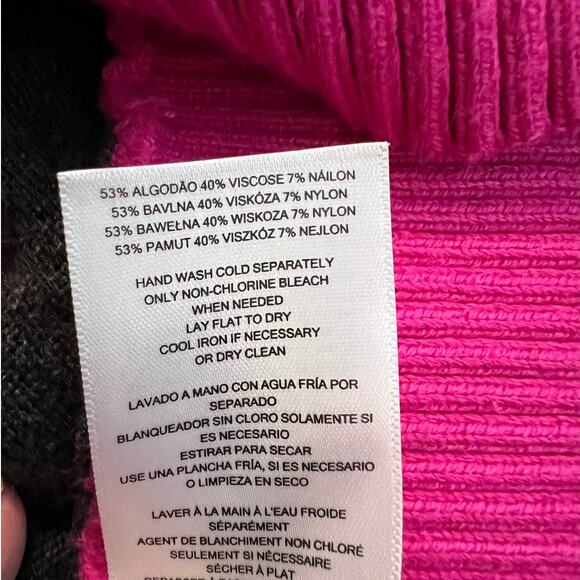 53% ALGODÃO 40% VISCOSE 7% NÁILON
53% BAVLNA 40% VISKÓZA 7% NYLON
53% BAWEŁNA 40% WISKOZA 7% NYLON
53% PAMUT 40% VISZKÓZ 7% NEJLON
HAND WASH COLD SEPARATELY
ONLY NON-CHLORINE BLEACH
WHEN NEEDED
LAY FLAT TO DRY
COOL IRON IF NECESSARY
OR DRY CLEAN
LAVADO A MANO CON AGUA FRÍA POR
SEPARADO
BLANQUEADOR SIN CLORO SOLAMENTE SI
ES NECESARIO
ESTIRAR PARA SECAR
USE UNA PLANCHA FRÍA, SI ES NECESARIO
O LIMPIEZA EN SECO
LAVER À LA MAIN À L'EAU FROIDE
SÉPARÉMENT
AGENT DE BLANCHIMENT NON CHLORÉ
SEULEMENT SI NÉCESSAIRE
SÉCHER À PLAT